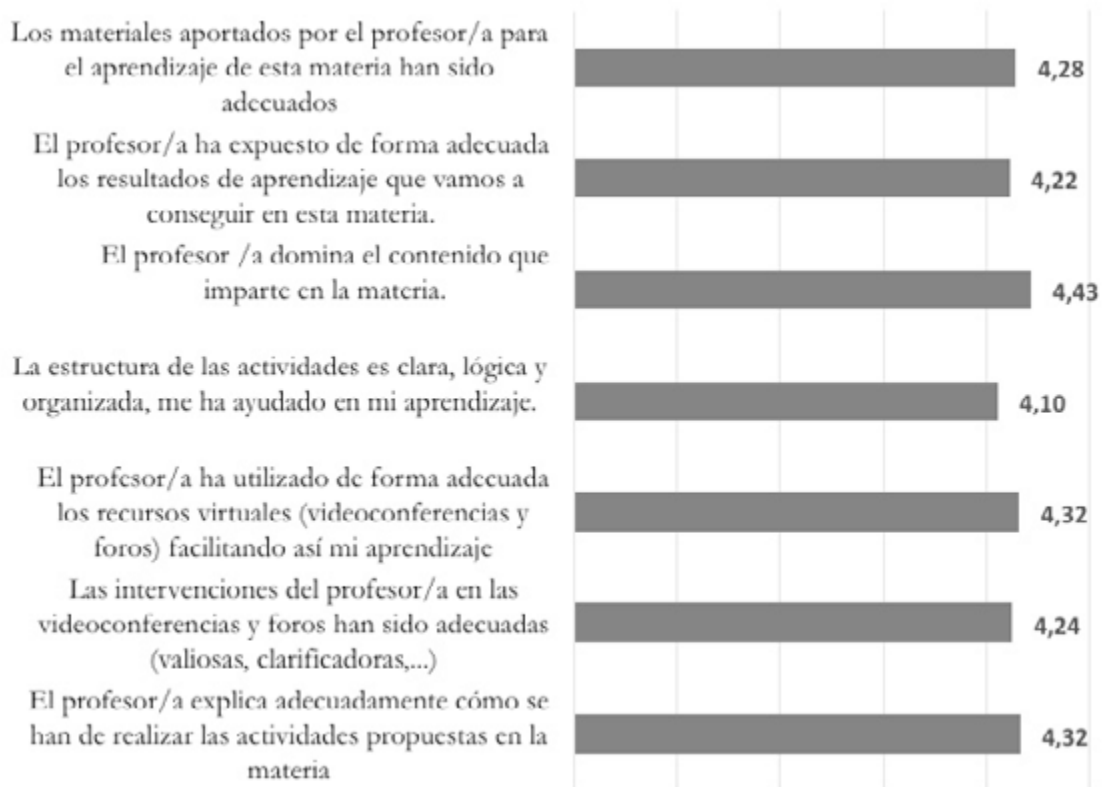 Los materiales aportados por el profesor/a para
el aprendizaje de esta materia han sido
adecuados
4,28
El profesor/a ha expuesto de forma adecuada
los resultados de aprendizaje que vamos a
conseguir en esta materia.
4,22
El profesor /a domina el contenido que
imparte en la materia.
4,43
La estructura de las actividades es clara, lógica y
organizada, me ha ayudado en mi aprendizaje.
4,10
El profesor/a ha utilizado de forma adecuada
los recursos virtuales (videoconferencias y
foros) facilitando así mi aprendizaje
4,32
Las intervenciones del profesor/a en las
videoconferencias y foros han sido adecuadas
(valiosas, clarificadoras,...)
4,24
El profesor/a explica adecuadamente cómo se
han de realizar las actividades propuestas en la
materia
4,32